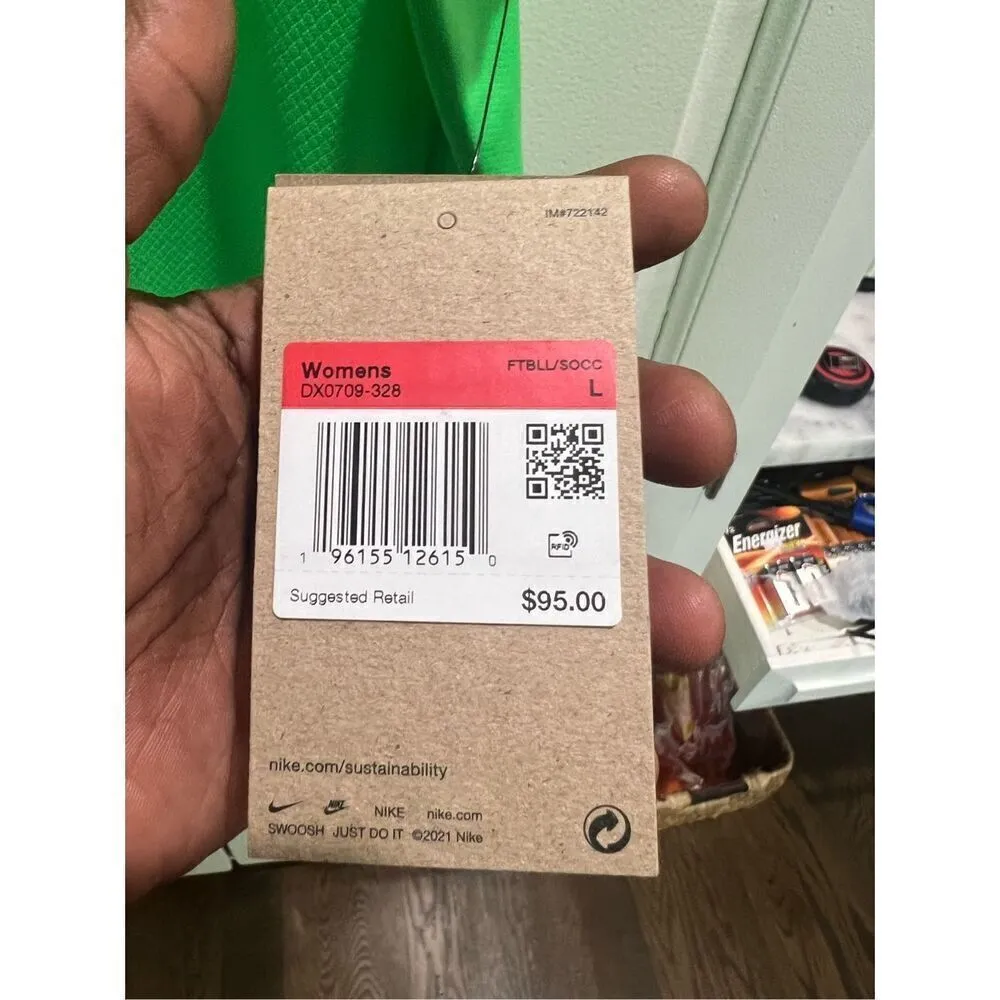 IM#722142
Womens
FTBLL/SOCC
DX0709-328
L
1 96155 12615 0
RFID
Suggested Retail
$95.00
Energizer
nike.com/sustainability
NIKE NIKE nike.com
SWOOSH JUST DO IT ©2021 Nike